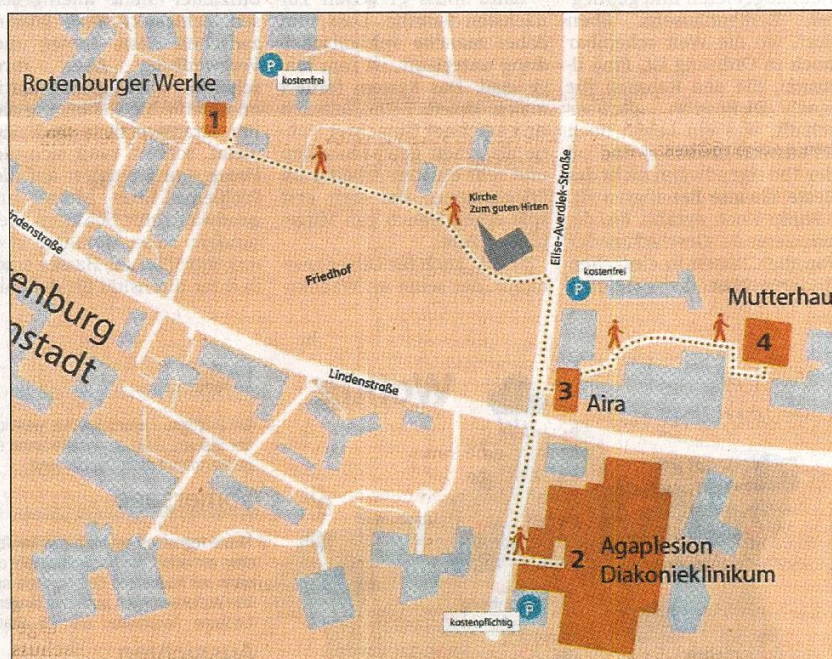 P
kostenfrei
Rotenburger Werke
1
Kirche
Zum guten Hirten
Elise-Averdiek-Straße
Lindenstraße
Friedhof
P
kostenfrei
Mutterhau
4
tenburg
nstadt
Lindenstraße
3
Aira
2
Agaplesion
Diakonieklinikum
P
kostenpflichtig